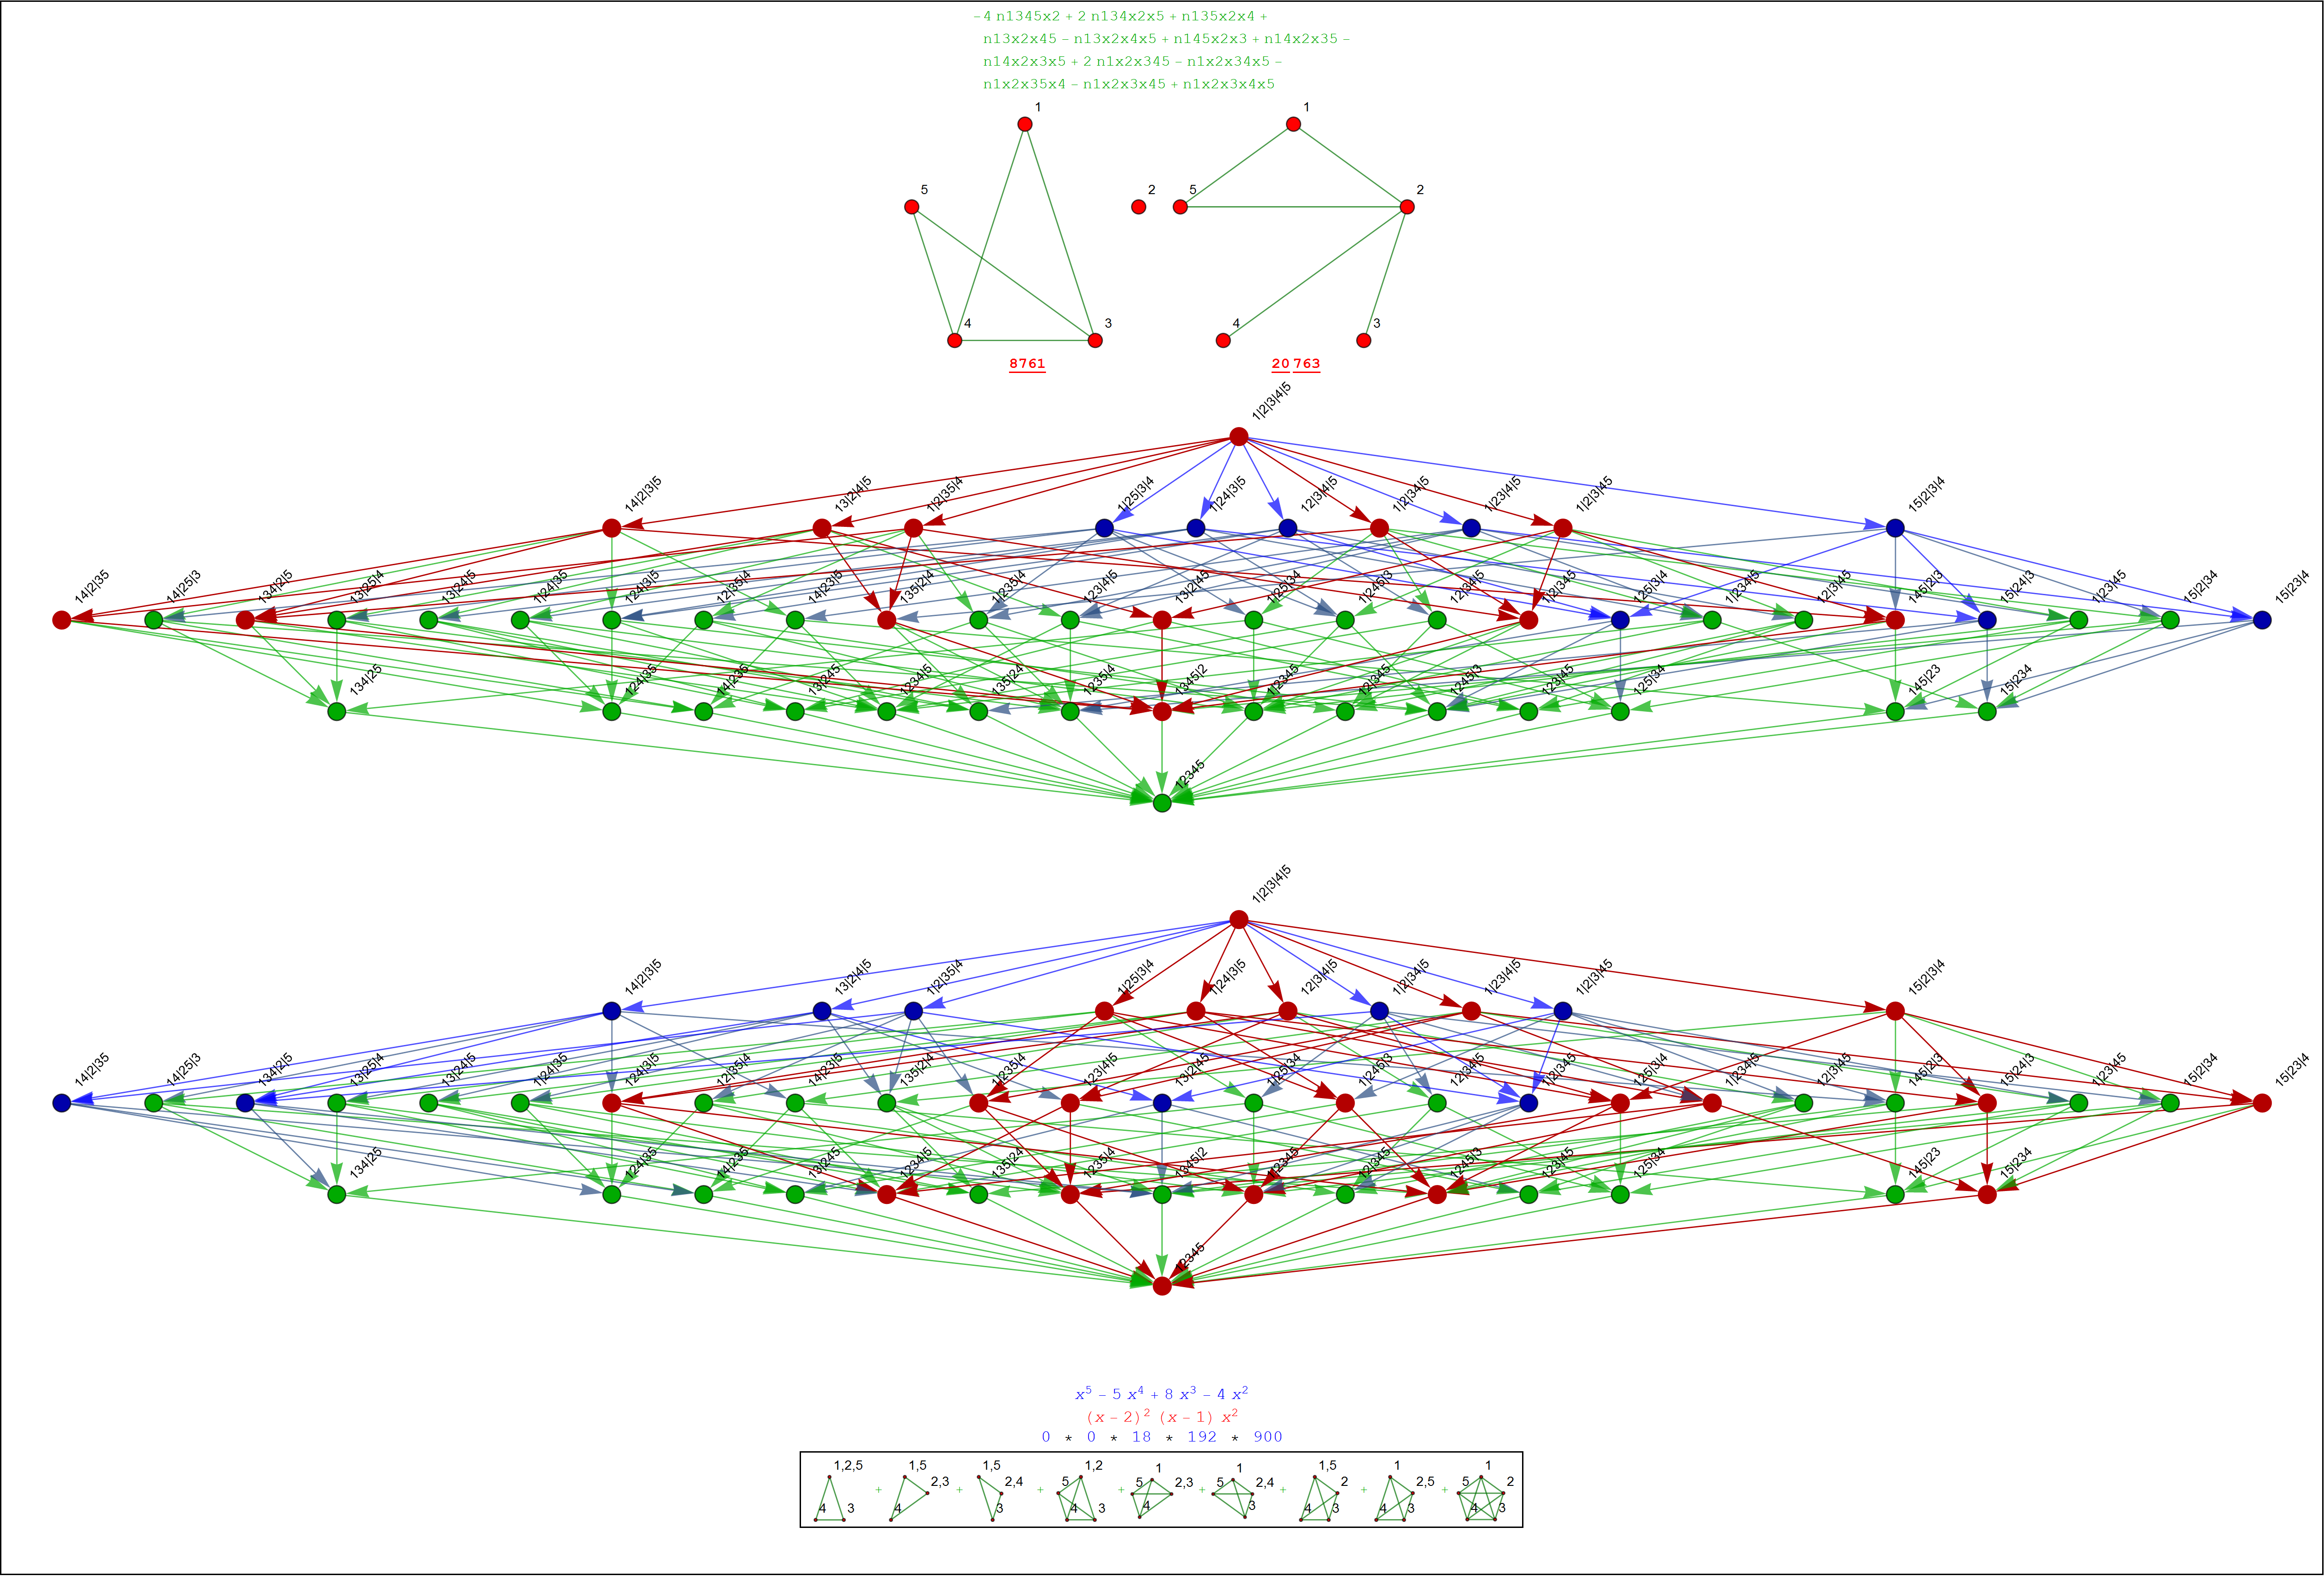 −4 n1345x2 + 2 n134x2x5 + n135x2x4 +
n13x2x45 − n13x2x4x5 + n145x2x3 + n14x2x35 −
n14x2x3x5 + 2 n1x2x345 − n1x2x34x5 −
n1x2x35x4 − n1x2x3x45 + n1x2x3x4x5
1 1
5 2 5 2
4 3 4 3
8761 20 763
1|2|3|4|5
14|2|3|5 13|2|4|5 1|2|35|4 1|25|3|4 1|24|3|5 12|3|4|5 1|2|34|5 1|23|4|5 1|2|3|45 15|2|3|4
14|2|35 14|25|3 134|2|5 13|25|4 13|24|5 1|24|35 124|3|5 12|35|4 14|23|5 135|2|4 1|235|4 123|4|5 13|2|45 1|25|34 1|245|3 12|34|5 1|2|345 125|3|4 1|234|5 12|3|45 145|2|3 15|24|3 1|23|45 15|2|34 15|23|4
134|25 124|35 14|235 13|245 1234|5 135|24 1235|4 1345|2 1|2345 12|345 1245|3 123|45 125|34 145|23 15|234
12345
1|2|3|4|5
14|2|3|5 13|2|4|5 1|2|35|4 1|25|3|4 1|24|3|5 12|3|4|5 1|2|34|5 1|23|4|5 1|2|3|45 15|2|3|4
14|2|35 14|25|3 134|2|5 13|25|4 13|24|5 1|24|35 124|3|5 12|35|4 14|23|5 135|2|4 1|235|4 123|4|5 13|2|45 1|25|34 1|245|3 12|34|5 1|2|345 125|3|4 1|234|5 12|3|45 145|2|3 15|24|3 1|23|45 15|2|34 15|23|4
134|25 124|35 14|235 13|245 1234|5 135|24 1235|4 1345|2 1|2345 12|345 1245|3 123|45 125|34 145|23 15|234
12345
x⁵ − 5 x⁴ + 8 x³ − 4 x²
(x − 2)² (x − 1) x²
0 * 0 * 18 * 192 * 900
1,2,5 4 3 + 1,5 2,3 4 + 1,5 2,4 3 + 1,2 5 4 3 + 1 5 2,3 4 + 1 5 2,4 3 + 1,5 2 4 3 + 1 2,5 4 3 + 1 5 2 4 3